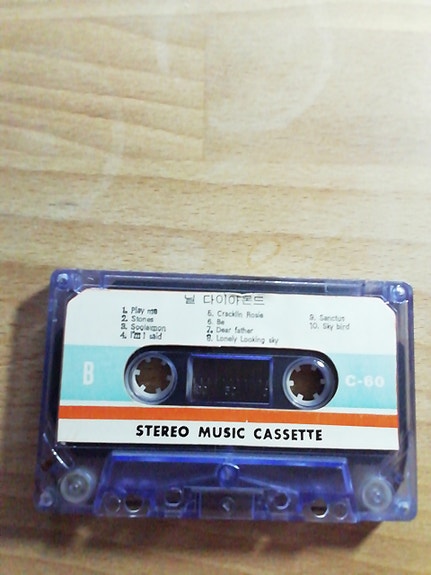 닐 다이아몬드
1. Play me
2. Stones
3. Soolaimon
4. I'm I said
5. Cracklin Rosie
6. Be
7. Dear father
8. Lonely Looking sky
9. Sanctus
10. Sky bird
B
C-60
STEREO MUSIC CASSETTE